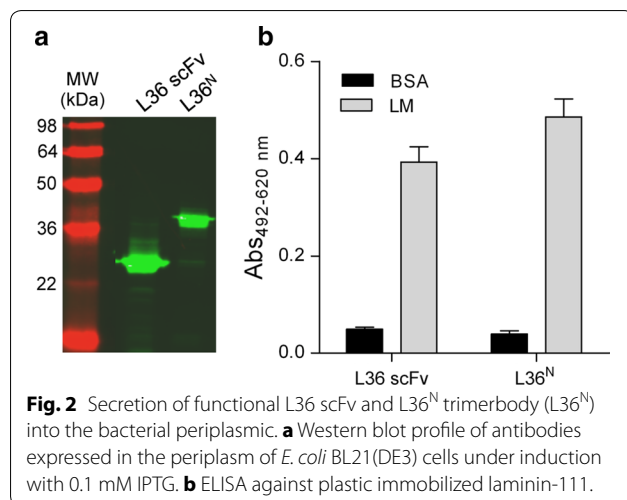 a
MW
(kDa)
L36 scFv
L36ᴺ
98
64
50
36
22
b
BSA
LM
Abs₄₉₂₋₆₂₀ nm
0.6
0.4
0.2
0.0
L36 scFv
L36ᴺ
Fig. 2 Secretion of functional L36 scFv and L36ᴺ trimerbody (L36ᴺ)
into the bacterial periplasmic. a Western blot profile of antibodies
expressed in the periplasm of E. coli BL21(DE3) cells under induction
with 0.1 mM IPTG. b ELISA against plastic immobilized laminin-111.